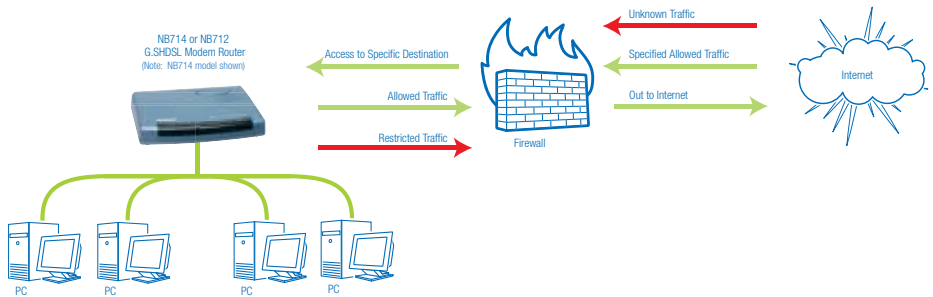 NB714 or NB712
G.SHDSL Modem Router
(Note: NB714 model shown)
Access to Specific Destination
Allowed Traffic
Restricted Traffic
Firewall
Unknown Traffic
Specified Allowed Traffic
Out to Internet
Internet
PC
PC
PC
PC